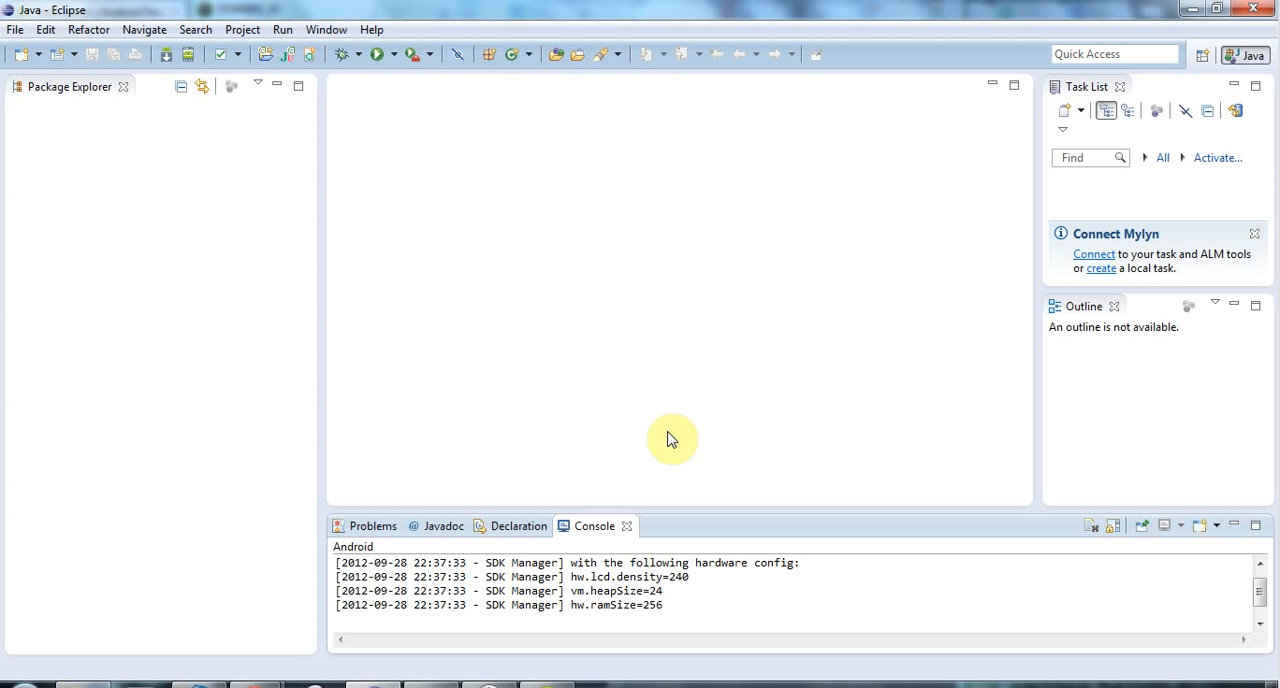 Java - Eclipse
File Edit Refactor Navigate Search Project Run Window Help
Quick Access
Java
Package Explorer
Task List
Find
All
Activate...
Connect Mylyn
Connect to your task and ALM tools
or create a local task.
Outline
An outline is not available.
Problems @ Javadoc Declaration Console
Android
[2012-09-28 22:37:33 - SDK Manager] with the following hardware config:
[2012-09-28 22:37:33 - SDK Manager] hw.lcd.density=240
[2012-09-28 22:37:33 - SDK Manager] vm.heapSize=24
[2012-09-28 22:37:33 - SDK Manager] hw.ramSize=256